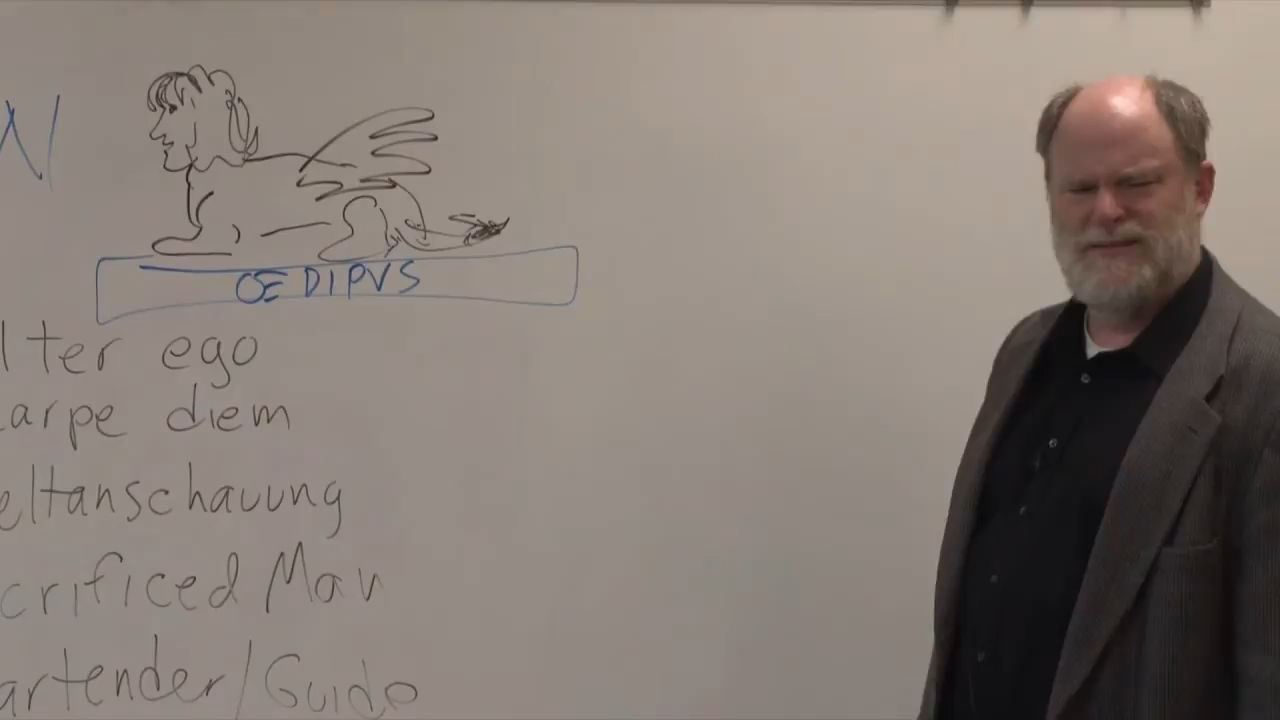 W
OEDIPVS
lter ego
arpe diem
eltanschauung
crificed Man
artender/Guide